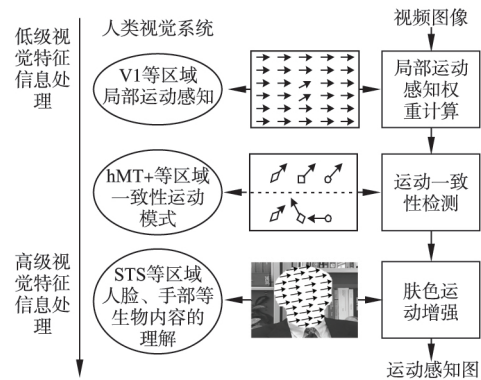 低级视
觉特征
信息处
理
人类视觉系统
视频图像
V1等区域
局部运动感知
局部运动
感知权
重计算
hMT+等区域
一致性运动
模式
运动一致
性检测
高级视
觉特征
信息处
理
STS等区域
人脸、手部等
生物内容的
理解
肤色运
动增强
运动感知图